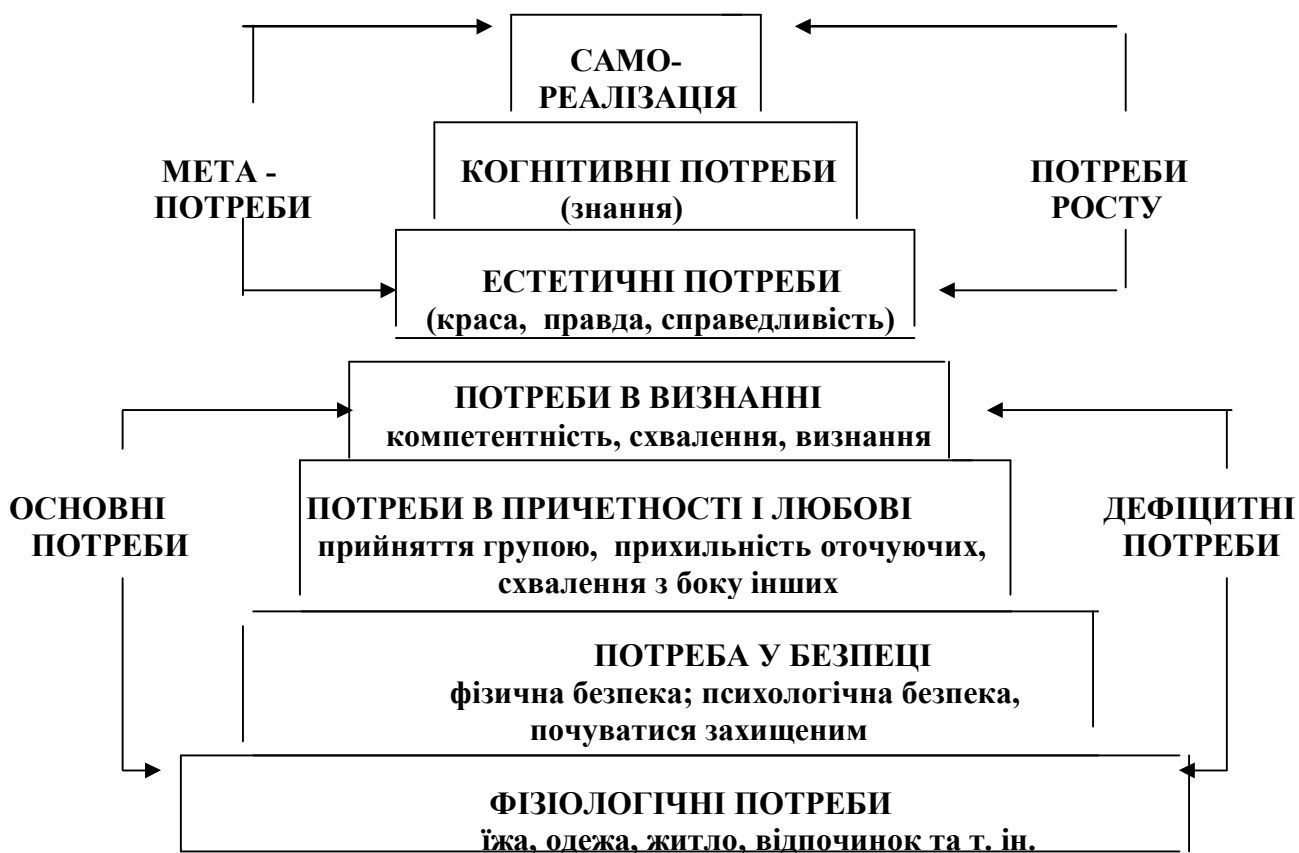 САМО-
РЕАЛІЗАЦІЯ
МЕТА -
ПОТРЕБИ
КОГНІТИВНІ ПОТРЕБИ
(знання)
ПОТРЕБИ
РОСТУ
ЕСТЕТИЧНІ ПОТРЕБИ
(краса, правда, справедливість)
ПОТРЕБИ В ВИЗНАННІ
компетентність, схвалення, визнання
ОСНОВНІ
ПОТРЕБИ
ПОТРЕБИ В ПРИЧЕТНОСТІ І ЛЮБОВІ
прийняття групою, прихильність оточуючих,
схвалення з боку інших
ДЕФІЦИТНІ
ПОТРЕБИ
ПОТРЕБА У БЕЗПЕЦІ
фізична безпека; психологічна безпека,
почуватися захищеним
ФІЗІОЛОГІЧНІ ПОТРЕБИ
їжа, одежа, житло, відпочинок та т. ін.